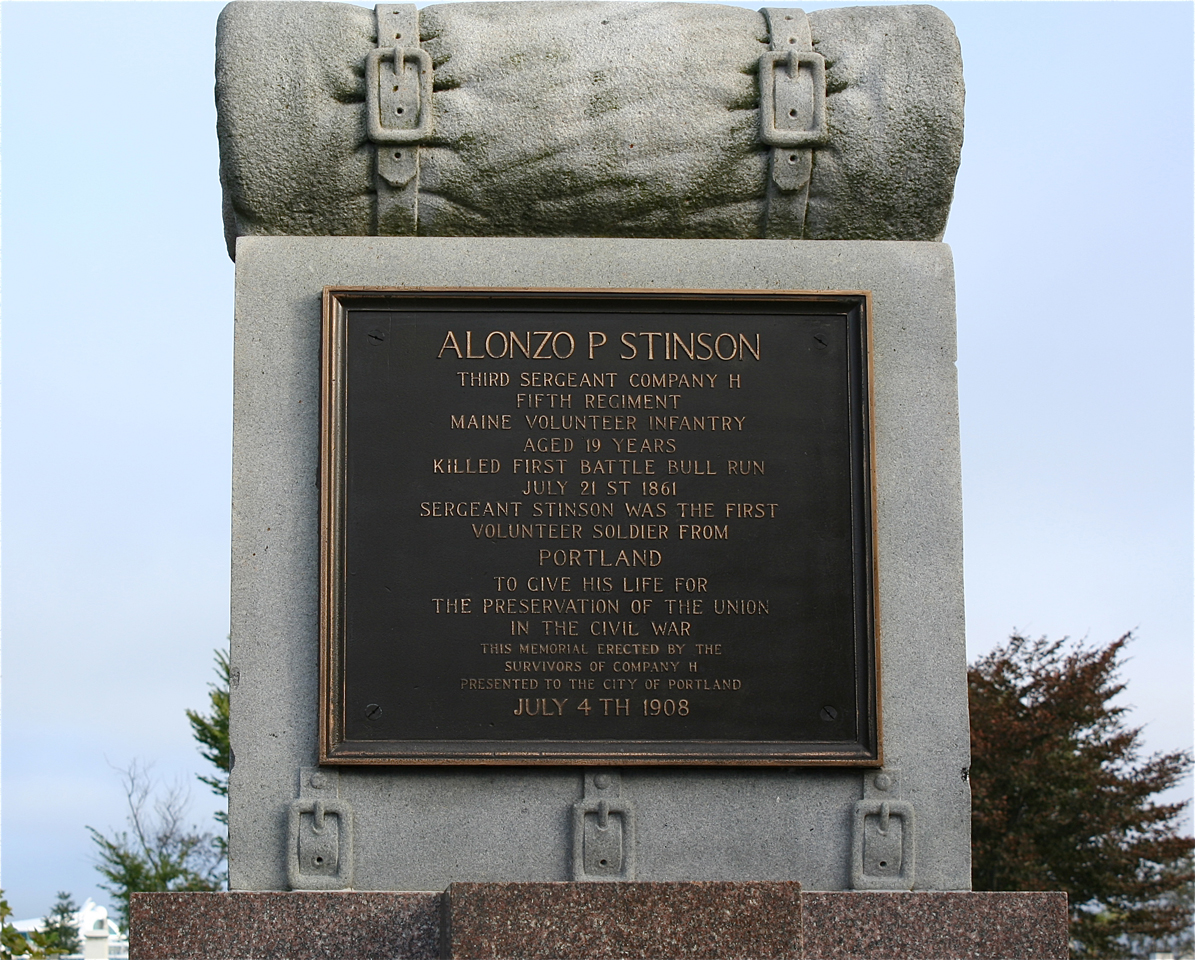 ALONZO P STINSON
THIRD SERGEANT COMPANY H
FIFTH REGIMENT
MAINE VOLUNTEER INFANTRY
AGED 19 YEARS
KILLED FIRST BATTLE BULL RUN
JULY 21 ST 1861
SERGEANT STINSON WAS THE FIRST
VOLUNTEER SOLDIER FROM
PORTLAND
TO GIVE HIS LIFE FOR
THE PRESERVATION OF THE UNION
IN THE CIVIL WAR
THIS MEMORIAL ERECTED BY THE
SURVIVORS OF COMPANY H
PRESENTED TO THE CITY OF PORTLAND
JULY 4 TH 1908